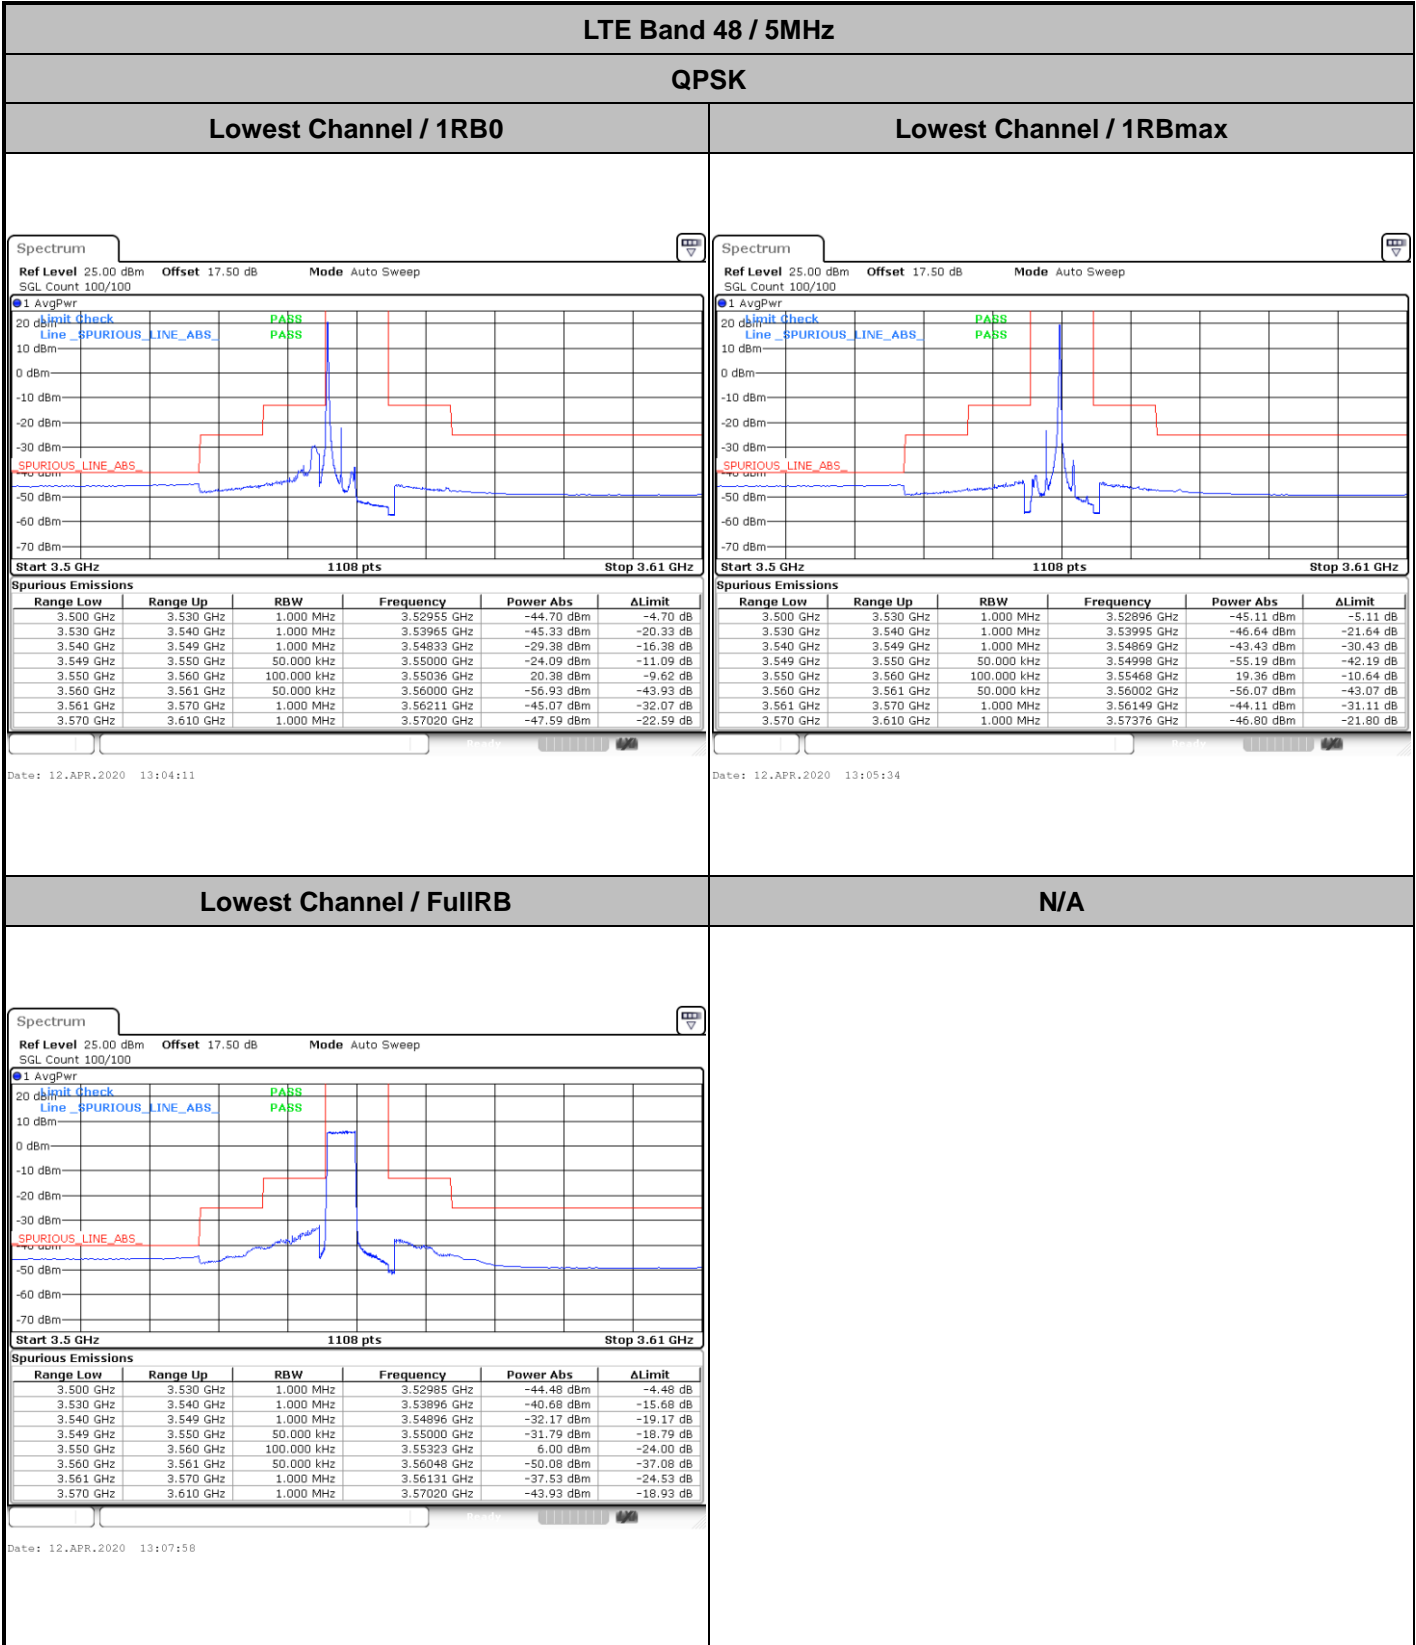 LTE Band 48 / 5MHz
QPSK
Lowest Channel / 1RB0
Lowest Channel / 1RBmax
Spectrum
Ref Level 25.00 dBm Offset 17.50 dB Mode Auto Sweep
SGL Count 100/100
1 AvgPwr
Limit Check PASS
Line _SPURIOUS_LINE_ABS_ PASS
20 dBm
10 dBm
0 dBm
-10 dBm
-20 dBm
-30 dBm
_SPURIOUS_LINE_ABS_
-40 dBm
-50 dBm
-60 dBm
-70 dBm
Start 3.5 GHz 1108 pts Stop 3.61 GHz
Spurious Emissions
Range Low Range Up RBW Frequency Power Abs ΔLimit
3.500 GHz 3.530 GHz 1.000 MHz 3.52955 GHz -44.70 dBm -4.70 dB
3.530 GHz 3.540 GHz 1.000 MHz 3.53965 GHz -45.33 dBm -20.33 dB
3.540 GHz 3.549 GHz 1.000 MHz 3.54833 GHz -29.38 dBm -16.38 dB
3.549 GHz 3.550 GHz 50.000 kHz 3.55000 GHz -24.09 dBm -11.09 dB
3.550 GHz 3.560 GHz 100.000 kHz 3.55036 GHz 20.38 dBm -9.62 dB
3.560 GHz 3.561 GHz 50.000 kHz 3.56000 GHz -56.93 dBm -43.93 dB
3.561 GHz 3.570 GHz 1.000 MHz 3.56211 GHz -45.07 dBm -32.07 dB
3.570 GHz 3.610 GHz 1.000 MHz 3.57020 GHz -47.59 dBm -22.59 dB
Ready
Date: 12.APR.2020 13:04:11
Spectrum
Ref Level 25.00 dBm Offset 17.50 dB Mode Auto Sweep
SGL Count 100/100
1 AvgPwr
Limit Check PASS
Line _SPURIOUS_LINE_ABS_ PASS
20 dBm
10 dBm
0 dBm
-10 dBm
-20 dBm
-30 dBm
_SPURIOUS_LINE_ABS_
-40 dBm
-50 dBm
-60 dBm
-70 dBm
Start 3.5 GHz 1108 pts Stop 3.61 GHz
Spurious Emissions
Range Low Range Up RBW Frequency Power Abs ΔLimit
3.500 GHz 3.530 GHz 1.000 MHz 3.52896 GHz -45.11 dBm -5.11 dB
3.530 GHz 3.540 GHz 1.000 MHz 3.53995 GHz -46.64 dBm -21.64 dB
3.540 GHz 3.549 GHz 1.000 MHz 3.54869 GHz -43.43 dBm -30.43 dB
3.549 GHz 3.550 GHz 50.000 kHz 3.54998 GHz -55.19 dBm -42.19 dB
3.550 GHz 3.560 GHz 100.000 kHz 3.55468 GHz 19.36 dBm -10.64 dB
3.560 GHz 3.561 GHz 50.000 kHz 3.56002 GHz -56.07 dBm -43.07 dB
3.561 GHz 3.570 GHz 1.000 MHz 3.56149 GHz -44.11 dBm -31.11 dB
3.570 GHz 3.610 GHz 1.000 MHz 3.57376 GHz -46.80 dBm -21.80 dB
Ready
Date: 12.APR.2020 13:05:34
Lowest Channel / FullRB
N/A
Spectrum
Ref Level 25.00 dBm Offset 17.50 dB Mode Auto Sweep
SGL Count 100/100
1 AvgPwr
Limit Check PASS
Line _SPURIOUS_LINE_ABS_ PASS
20 dBm
10 dBm
0 dBm
-10 dBm
-20 dBm
-30 dBm
_SPURIOUS_LINE_ABS_
-40 dBm
-50 dBm
-60 dBm
-70 dBm
Start 3.5 GHz 1108 pts Stop 3.61 GHz
Spurious Emissions
Range Low Range Up RBW Frequency Power Abs ΔLimit
3.500 GHz 3.530 GHz 1.000 MHz 3.52985 GHz -44.48 dBm -4.48 dB
3.530 GHz 3.540 GHz 1.000 MHz 3.53896 GHz -40.68 dBm -15.68 dB
3.540 GHz 3.549 GHz 1.000 MHz 3.54896 GHz -32.17 dBm -19.17 dB
3.549 GHz 3.550 GHz 50.000 kHz 3.55000 GHz -31.79 dBm -18.79 dB
3.550 GHz 3.560 GHz 100.000 kHz 3.55323 GHz 6.00 dBm -24.00 dB
3.560 GHz 3.561 GHz 50.000 kHz 3.56048 GHz -50.08 dBm -37.08 dB
3.561 GHz 3.570 GHz 1.000 MHz 3.56131 GHz -37.53 dBm -24.53 dB
3.570 GHz 3.610 GHz 1.000 MHz 3.57020 GHz -43.93 dBm -18.93 dB
Ready
Date: 12.APR.2020 13:07:58